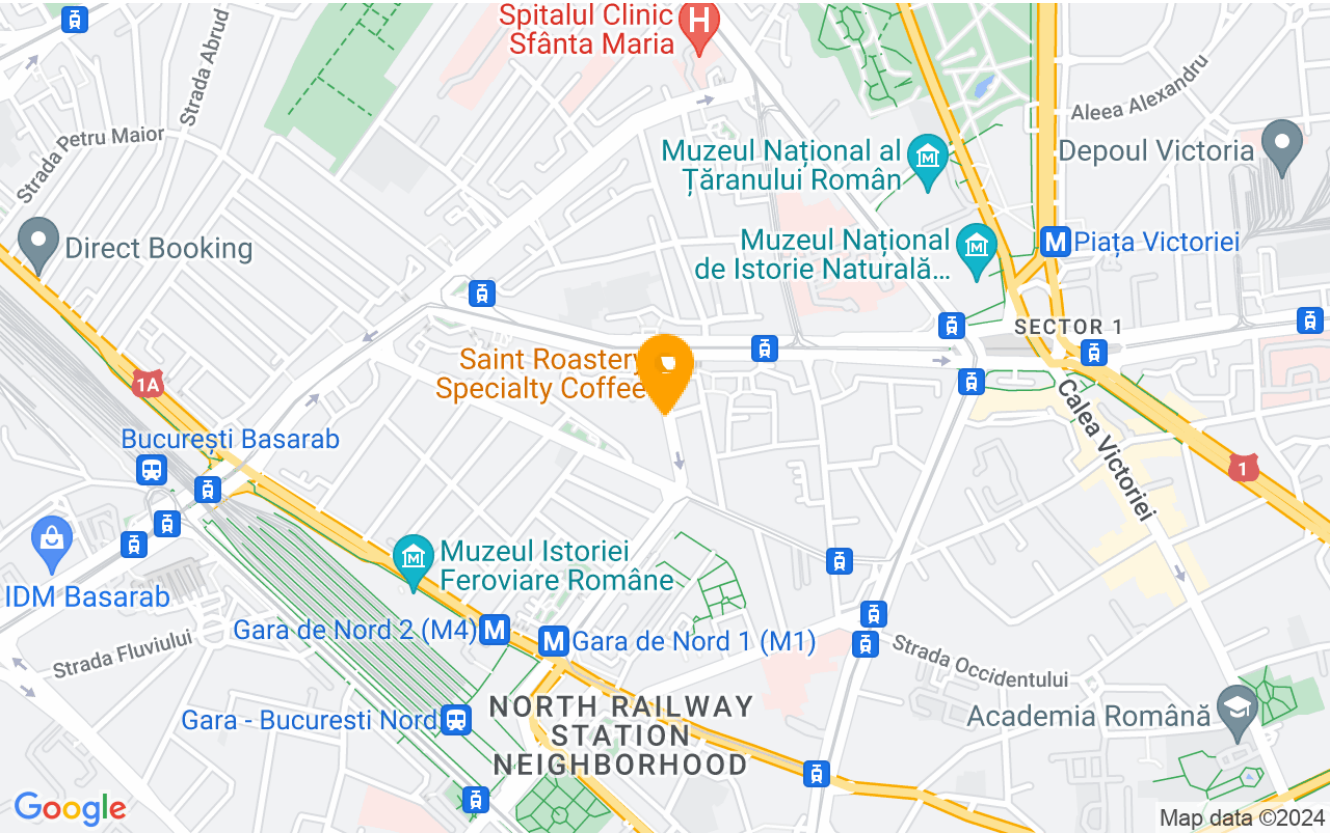 Spitalul Clinic
Sfânta Maria
H
Strada Abrud
Aleea Alexandru
Strada Petru Maior
Muzeul Național al
Țăranului Român
M
Depoul Victoria
Direct Booking
Muzeul Național
de Istorie Naturală...
M
M
Piața Victoriei
SECTOR 1
Saint Roastery
Specialty Coffee
1A
Calea Victoriei
București Basarab
1
IDM Basarab
M
Muzeul Istoriei
Feroviare Române
Gara de Nord 2 (M4)
M
M
Gara de Nord 1 (M1)
Strada Fluviului
Strada Occidentului
Gara - Bucuresti Nord
NORTH RAILWAY
STATION
NEIGHBORHOOD
Academia Română
Google
Map data ©2024